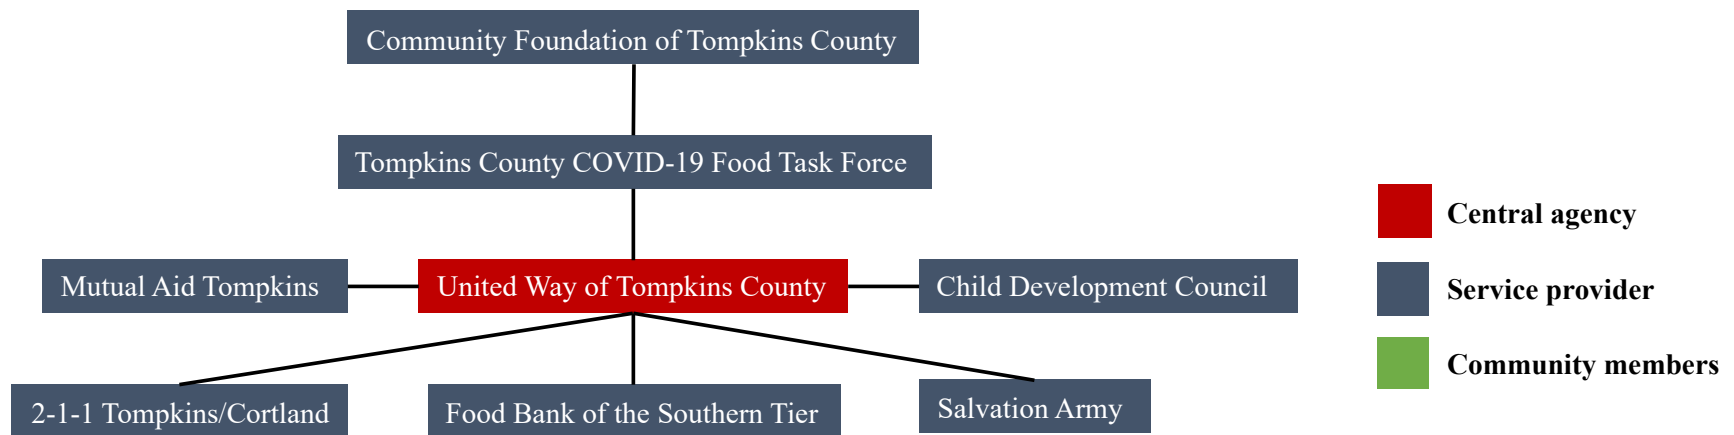 Community Foundation of Tompkins County
Tompkins County COVID-19 Food Task Force
Mutual Aid Tompkins
United Way of Tompkins County
Child Development Council
2-1-1 Tompkins/Cortland
Food Bank of the Southern Tier
Salvation Army
Central agency
Service provider
Community members